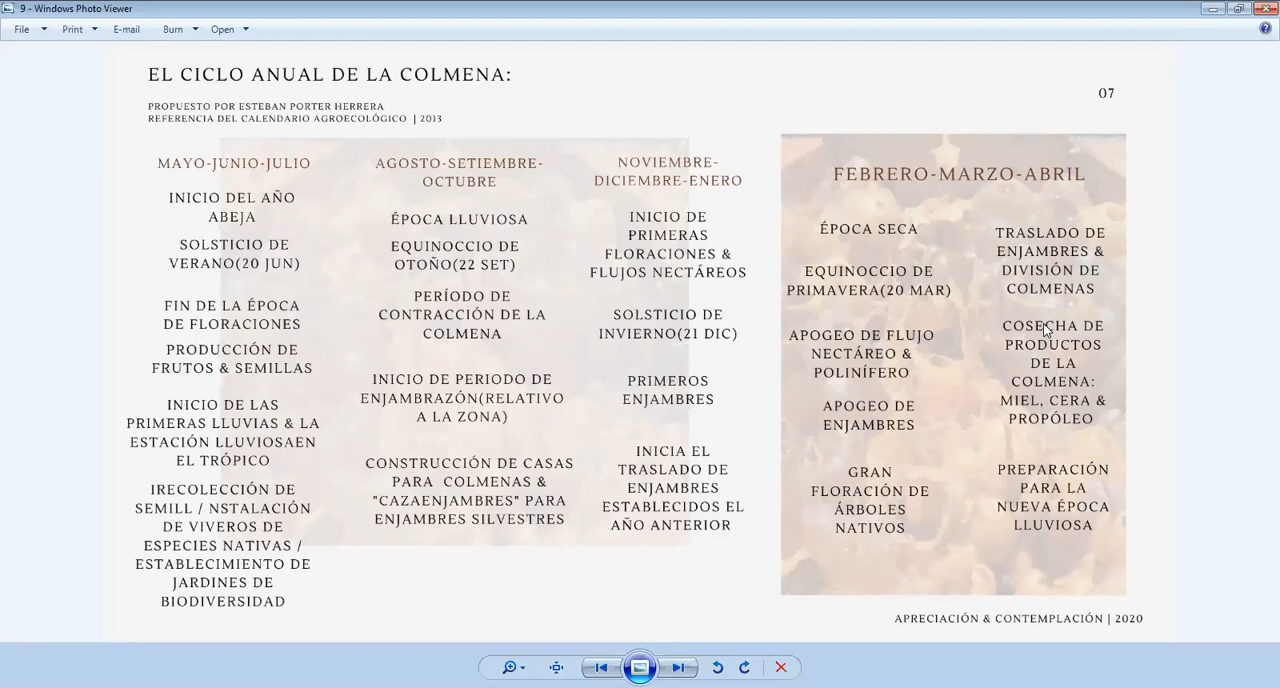 9 - Windows Photo Viewer
File Print E-mail Burn Open
EL CICLO ANUAL DE LA COLMENA:
07
PROPUESTO POR ESTEBAN PORTER HERRERA
REFERENCIA DEL CALENDARIO AGROECOLÓGICO | 2013
MAYO-JUNIO-JULIO
INICIO DEL AÑO
ABEJA
SOLSTICIO DE
VERANO(20 JUN)
FIN DE LA ÉPOCA
DE FLORACIONES
PRODUCCIÓN DE
FRUTOS & SEMILLAS
INICIO DE LAS
PRIMERAS LLUVIAS & LA
ESTACIÓN LLUVIOSAEN
EL TRÓPICO
IRECOLECCIÓN DE
SEMILL / NSTALACIÓN
DE VIVEROS DE
ESPECIES NATIVAS /
ESTABLECIMIENTO DE
JARDINES DE
BIODIVERSIDAD
AGOSTO-SETIEMBRE-
OCTUBRE
ÉPOCA LLUVIOSA
EQUINOCCIO DE
OTOÑO(22 SET)
PERÍODO DE
CONTRACCIÓN DE LA
COLMENA
INICIO DE PERIODO DE
ENJAMBRAZÓN(RELATIVO
A LA ZONA)
CONSTRUCCIÓN DE CASAS
PARA COLMENAS &
"CAZAENJAMBRES" PARA
ENJAMBRES SILVESTRES
NOVIEMBRE-
DICIEMBRE-ENERO
INICIO DE
PRIMERAS
FLORACIONES &
FLUJOS NECTÁREOS
SOLSTICIO DE
INVIERNO(21 DIC)
PRIMEROS
ENJAMBRES
INICIA EL
TRASLADO DE
ENJAMBRES
ESTABLECIDOS EL
AÑO ANTERIOR
FEBRERO-MARZO-ABRIL
ÉPOCA SECA
EQUINOCCIO DE
PRIMAVERA(20 MAR)
APOGEO DE FLUJO
NECTÁREO &
POLINÍFERO
APOGEO DE
ENJAMBRES
GRAN
FLORACIÓN DE
ÁRBOLES
NATIVOS
TRASLADO DE
ENJAMBRES &
DIVISIÓN DE
COLMENAS
COSECHA DE
PRODUCTOS
DE LA
COLMENA:
MIEL, CERA &
PROPÓLEO
PREPARACIÓN
PARA LA
NUEVA ÉPOCA
LLUVIOSA
APRECIACIÓN & CONTEMPLACIÓN | 2020